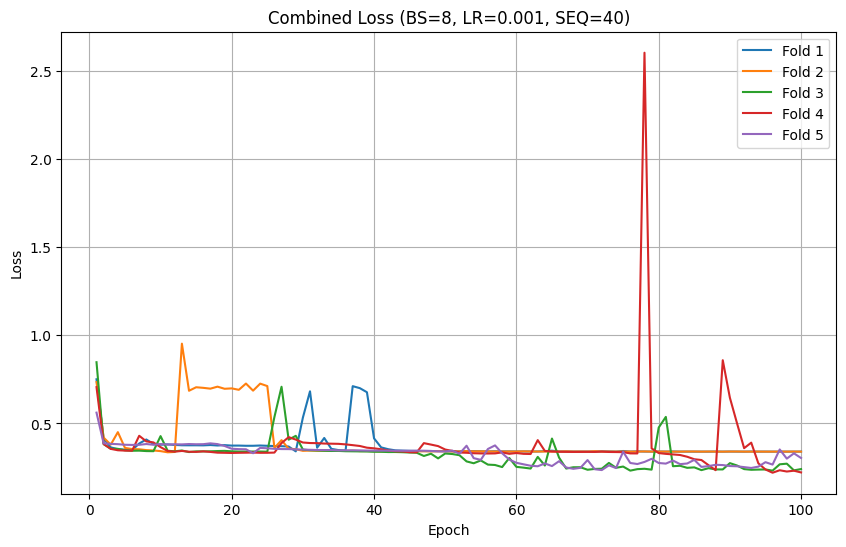 Combined Loss (BS=8, LR=0.001, SEQ=40)
Fold 1
Fold 2
Fold 3
Fold 4
Fold 5
2.5
2.0
1.5
1.0
0.5
Loss
0 20 40 60 80 100
Epoch